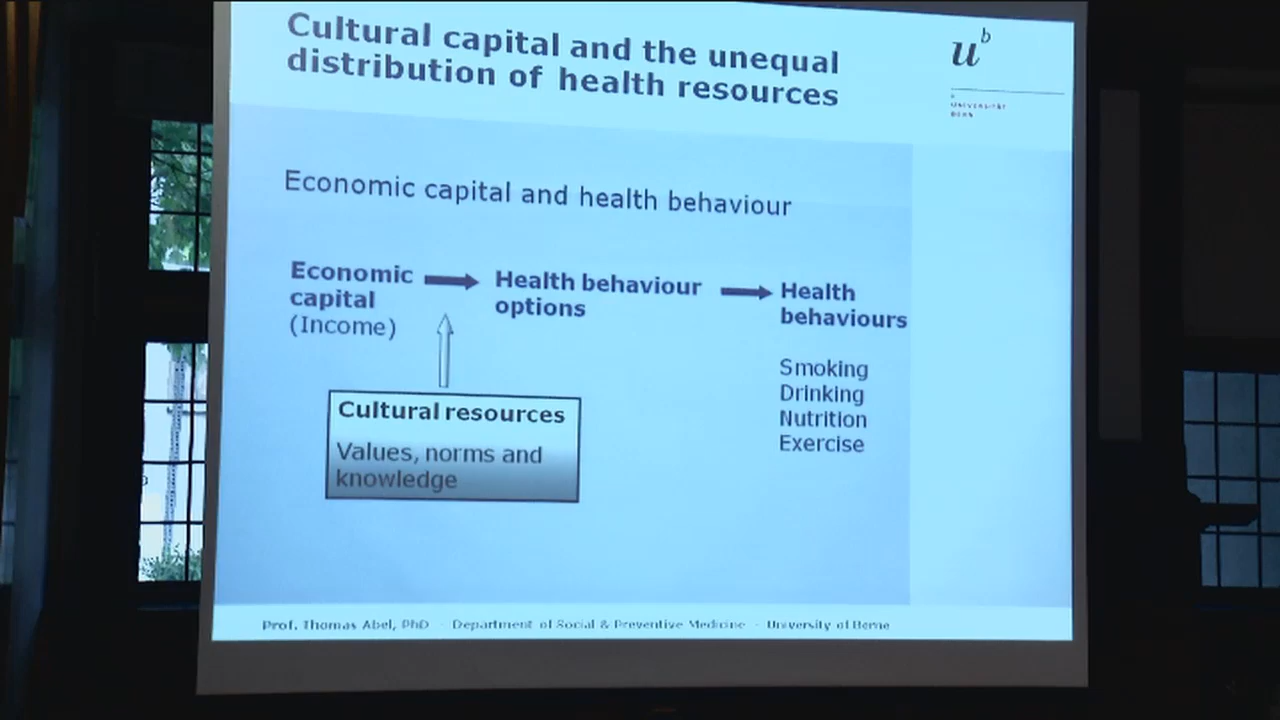 Cultural capital and the unequal
distribution of health resources
u
b
UNIVERSITÄT
BERN
Economic capital and health behaviour
Economic
capital
(Income)
Health behaviour
options
Health
behaviours
Smoking
Drinking
Nutrition
Exercise
Cultural resources
Values, norms and
knowledge
Prof. Thomas Abel, PhD · Department of Social & Preventive Medicine · University of Berne